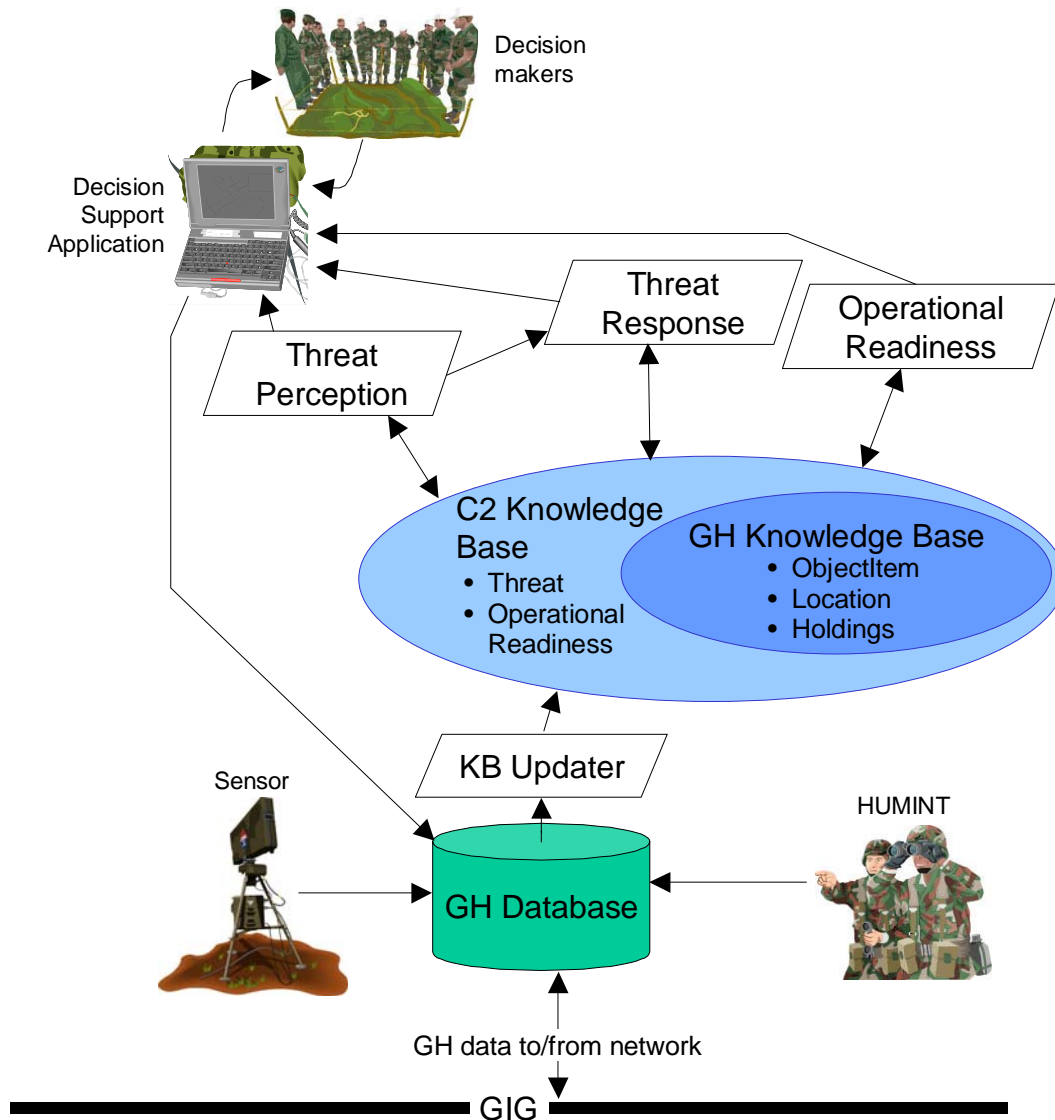 Decision
makers
Decision
Support
Application
Threat
Response
Operational
Readiness
Threat
Perception
C2 Knowledge
Base
• Threat
• Operational
Readiness
GH Knowledge Base
• ObjectItem
• Location
• Holdings
KB Updater
Sensor
HUMINT
GH Database
GH data to/from network
GIG